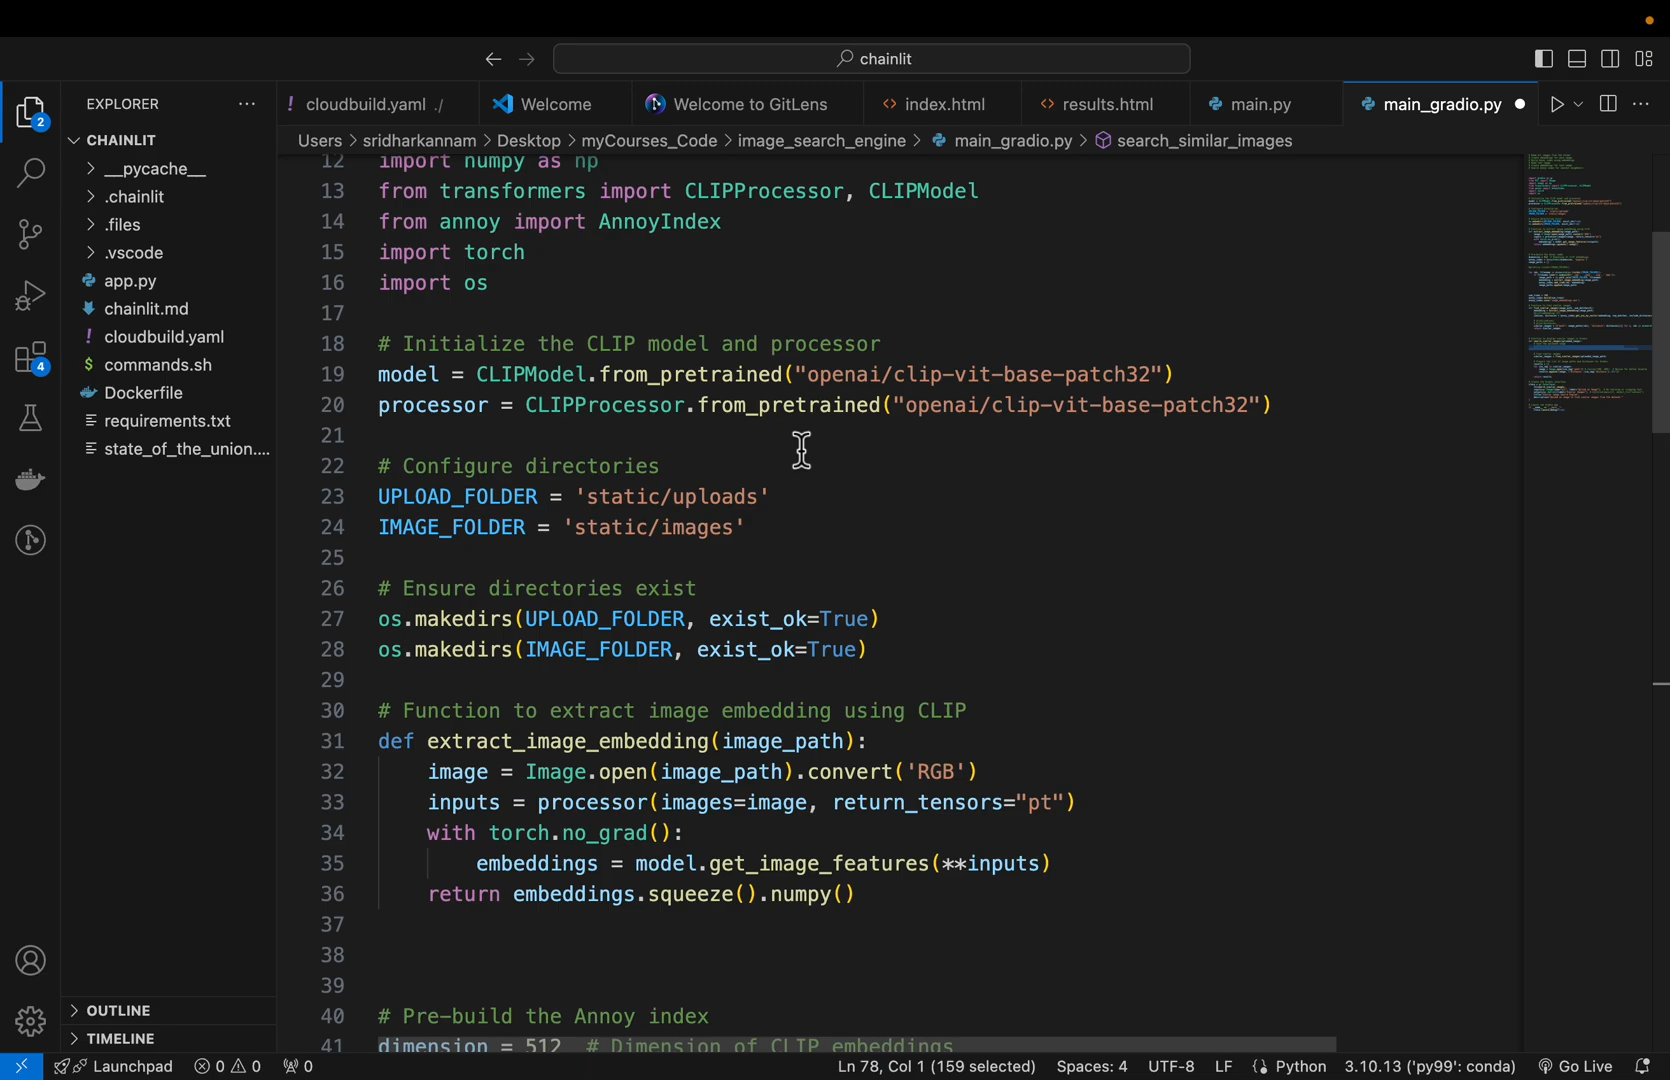 chainlit
EXPLORER
cloudbuild.yaml ./
Welcome
Welcome to GitLens
index.html
results.html
main.py
main_gradio.py
Users > sridharkannam > Desktop > myCourses_Code > image_search_engine > main_gradio.py > search_similar_images
CHAINLIT
__pycache__
.chainlit
.files
.vscode
app.py
chainlit.md
cloudbuild.yaml
commands.sh
Dockerfile
requirements.txt
state_of_the_union....
OUTLINE
TIMELINE
2
4
12 import numpy as np
13 from transformers import CLIPProcessor, CLIPModel
14 from annoy import AnnoyIndex
15 import torch
16 import os
17
18 # Initialize the CLIP model and processor
19 model = CLIPModel.from_pretrained("openai/clip-vit-base-patch32")
20 processor = CLIPProcessor.from_pretrained("openai/clip-vit-base-patch32")
21
22 # Configure directories
23 UPLOAD_FOLDER = 'static/uploads'
24 IMAGE_FOLDER = 'static/images'
25
26 # Ensure directories exist
27 os.makedirs(UPLOAD_FOLDER, exist_ok=True)
28 os.makedirs(IMAGE_FOLDER, exist_ok=True)
29
30 # Function to extract image embedding using CLIP
31 def extract_image_embedding(image_path):
32 image = Image.open(image_path).convert('RGB')
33 inputs = processor(images=image, return_tensors="pt")
34 with torch.no_grad():
35 embeddings = model.get_image_features(**inputs)
36 return embeddings.squeeze().numpy()
37
38
39
40 # Pre-build the Annoy index
41 dimension = 512 # Dimension of CLIP embeddings
Launchpad 0 0 0 Ln 78, Col 1 (159 selected) Spaces: 4 UTF-8 LF Python 3.10.13 ('py99': conda) Go Live